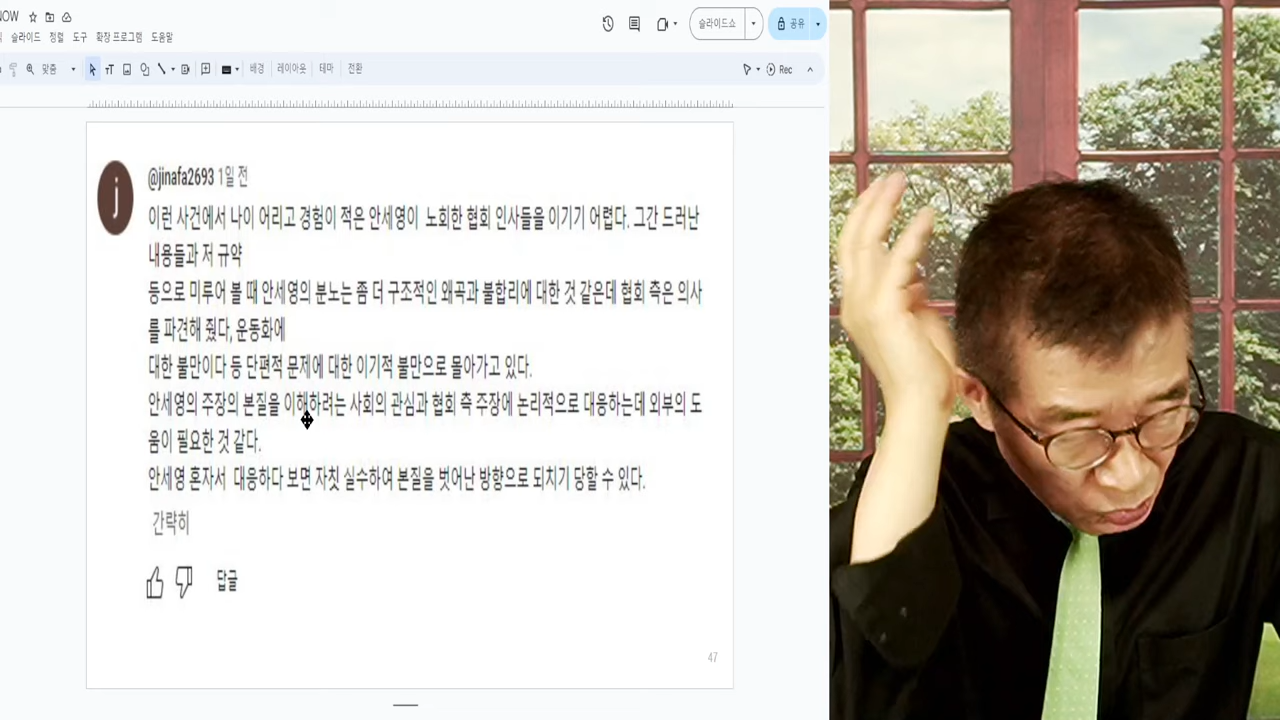 NOW
슬라이드 정렬 도구 확장 프로그램 도움말
슬라이드쇼
공유
맞춤
배경 레이아웃 테마 전환
Rec
j
@jinafa2693 1일 전
이런 사건에서 나이 어리고 경험이 적은 안세영이 노회한 협회 인사들을 이기기 어렵다. 그간 드러난
내용들과 저 규약
등으로 미루어 볼 때 안세영의 분노는 좀 더 구조적인 왜곡과 불합리에 대한 것 같은데 협회 측은 의사
를 파견해 줬다, 운동화에
대한 불만이다 등 단편적 문제에 대한 이기적 불만으로 몰아가고 있다.
안세영의 주장의 본질을 이해하려는 사회의 관심과 협회 측 주장에 논리적으로 대응하는데 외부의 도
움이 필요한 것 같다.
안세영 혼자서 대응하다 보면 자칫 실수하여 본질을 벗어난 방향으로 되치기 당할 수 있다.
간략히
답글
47